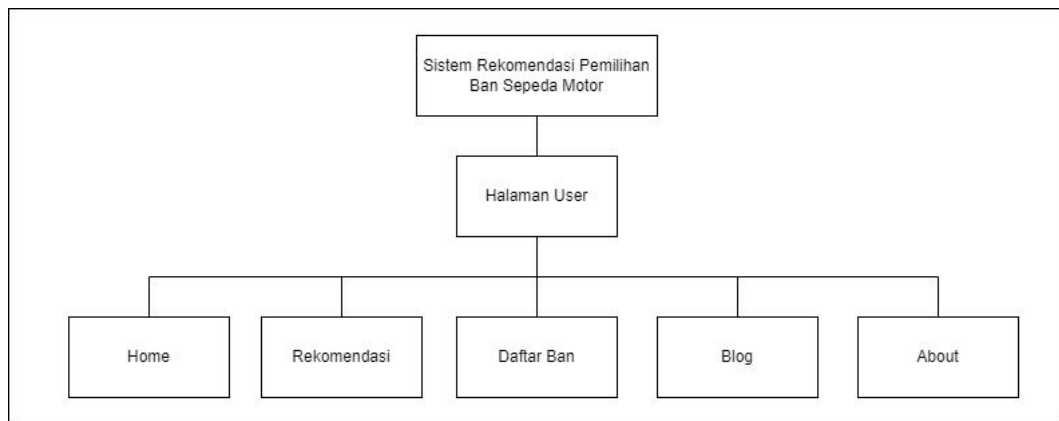 Sistem Rekomendasi Pemilihan
Ban Sepeda Motor
Halaman User
Home
Rekomendasi
Daftar Ban
Blog
About